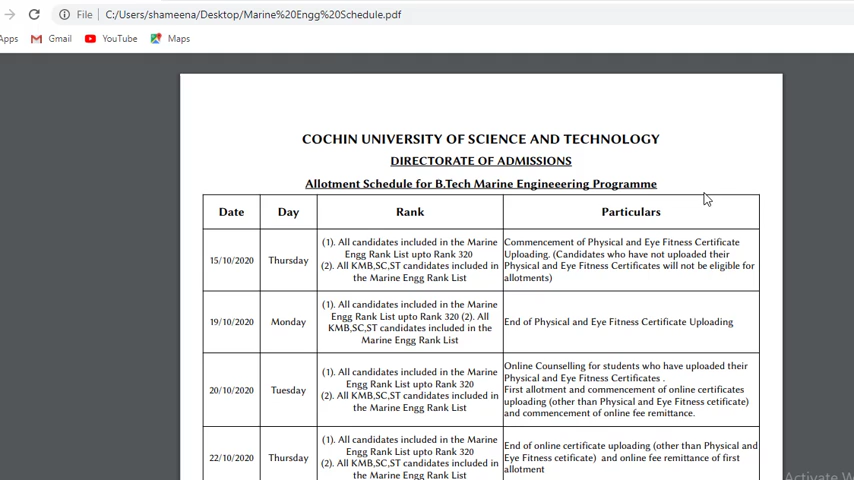 File C:/Users/shameena/Desktop/Marine%20Engg%20Schedule.pdf
Apps Gmail YouTube Maps
COCHIN UNIVERSITY OF SCIENCE AND TECHNOLOGY
DIRECTORATE OF ADMISSIONS
Allotment Schedule for B.Tech Marine Engineeering Programme
Date Day Rank Particulars
15/10/2020
Thursday
(1). All candidates included in the Marine
Engg Rank List upto Rank 320
(2). All KMB,SC,ST candidates included in
the Marine Engg Rank List
Commencement of Physical and Eye Fitness Certificate
Uploading. (Candidates who have not uploaded their
Physical and Eye Fitness Certificates will not be eligible for
allotments)
19/10/2020
Monday
(1). All candidates included in the Marine
Engg Rank List upto Rank 320 (2). All
KMB,SC,ST candidates included in the
Marine Engg Rank List
End of Physical and Eye Fitness Certificate Uploading
20/10/2020
Tuesday
(1). All candidates included in the Marine
Engg Rank List upto Rank 320
(2). All KMB,SC,ST candidates included in
the Marine Engg Rank List
Online Counselling for students who have uploaded their
Physical and Eye Fitness Certificates .
First allotment and commencement of online certificates
uploading (other than Physical and Eye Fitness cetificate)
and commencement of online fee remittance.
22/10/2020
Thursday
(1). All candidates included in the Marine
Engg Rank List upto Rank 320
(2). All KMB,SC,ST candidates included in
the Marine Engg Rank List
End of online certificate uploading (other than Physical and
Eye Fitness cetificate) and online fee remittance of first
allotment
Activate W